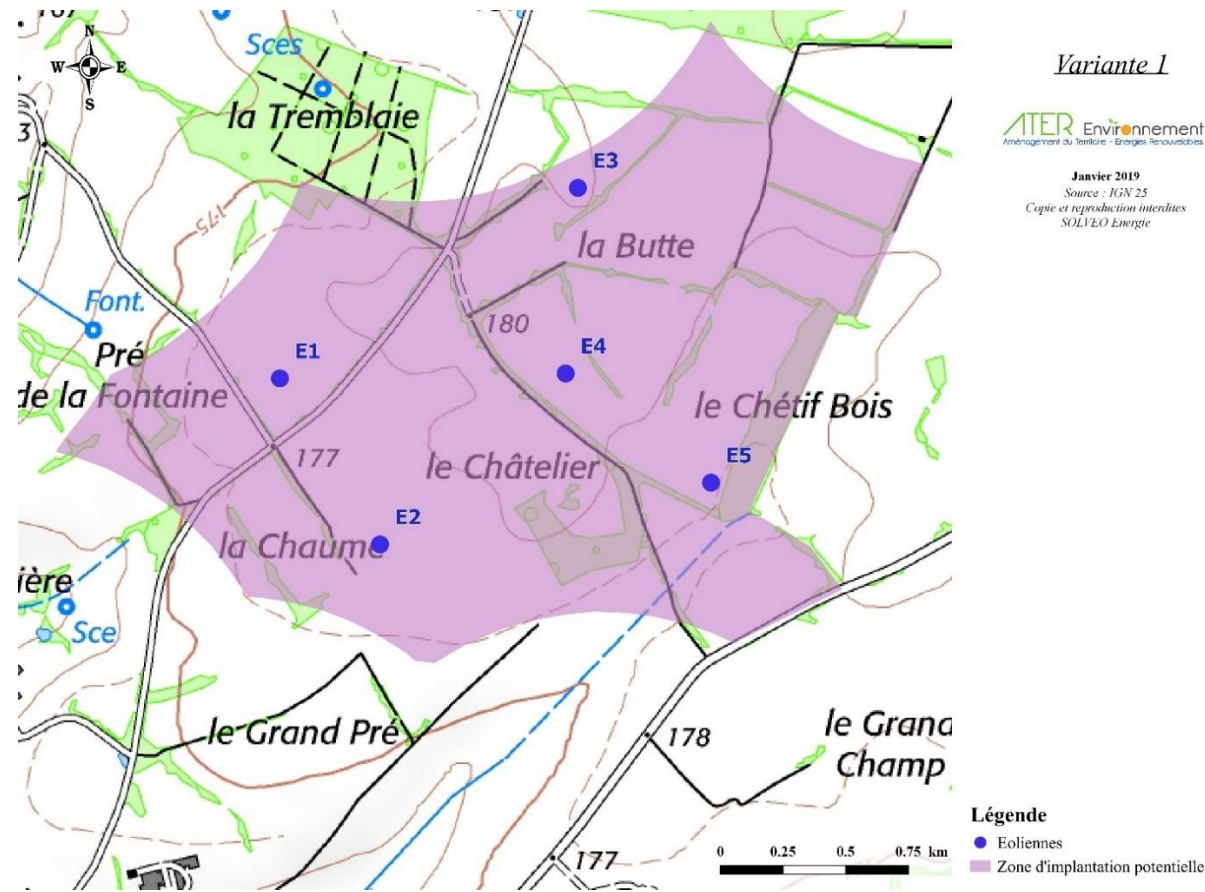 N
W E
S
Sces
la Tremblaie
175
Font.
Pré
de la Fontaine
E1
E3
la Butte
180
E4
le Chétif Bois
177
le Châtelier
E5
E2
la Chaume
ière
Sce
le Grand Pré
178
le Grand
Champ
177
0 0.25 0.5 0.75 km
Variante 1
ATER Environnement
Aménagement du Territoire - Energies Renouvelables
Janvier 2019
Source : IGN 25
Copie et reproduction interdites
SOLVEO Energie
Légende
Eoliennes
Zone d'implantation potentielle